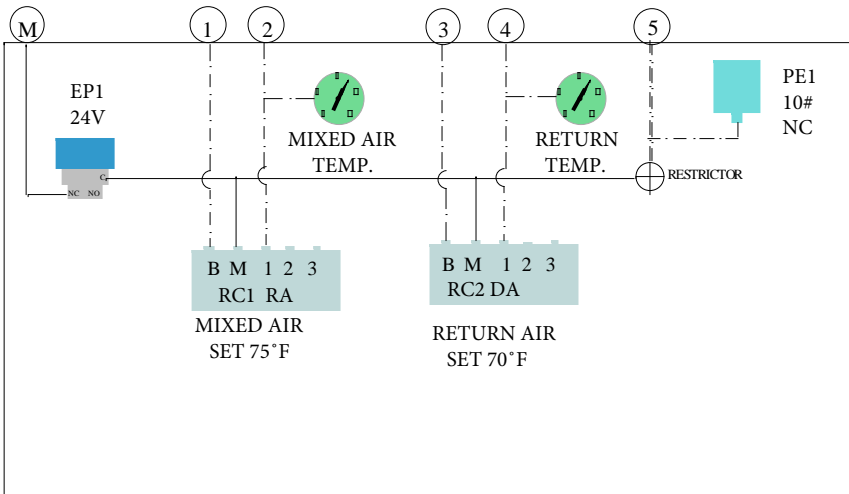 M
1
2
3
4
5
EP1
24V
C
NC NO
MIXED AIR
TEMP.
RETURN
TEMP.
PE1
10#
NC
RESTRICTOR
B M 1 2 3
RC1 RA
MIXED AIR
SET 75˚F
B M 1 2 3
RC2 DA
RETURN AIR
SET 70˚F